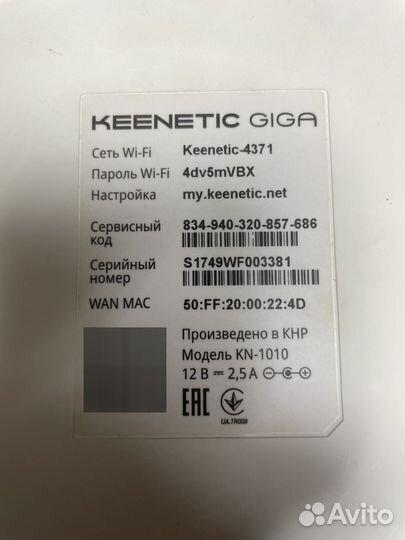 KEENETIC GIGA
Сеть Wi-Fi Keenetic-4371
Пароль Wi-Fi 4dv5mVBX
Настройка my.keenetic.net
Сервисный код 834-940-320-857-686
Серийный номер S1749WF003381
WAN MAC 50:FF:20:00:22:4D
Произведено в КНР
Модель KN-1010
12 В 2,5 А
EAC
UA.TR008
Avito